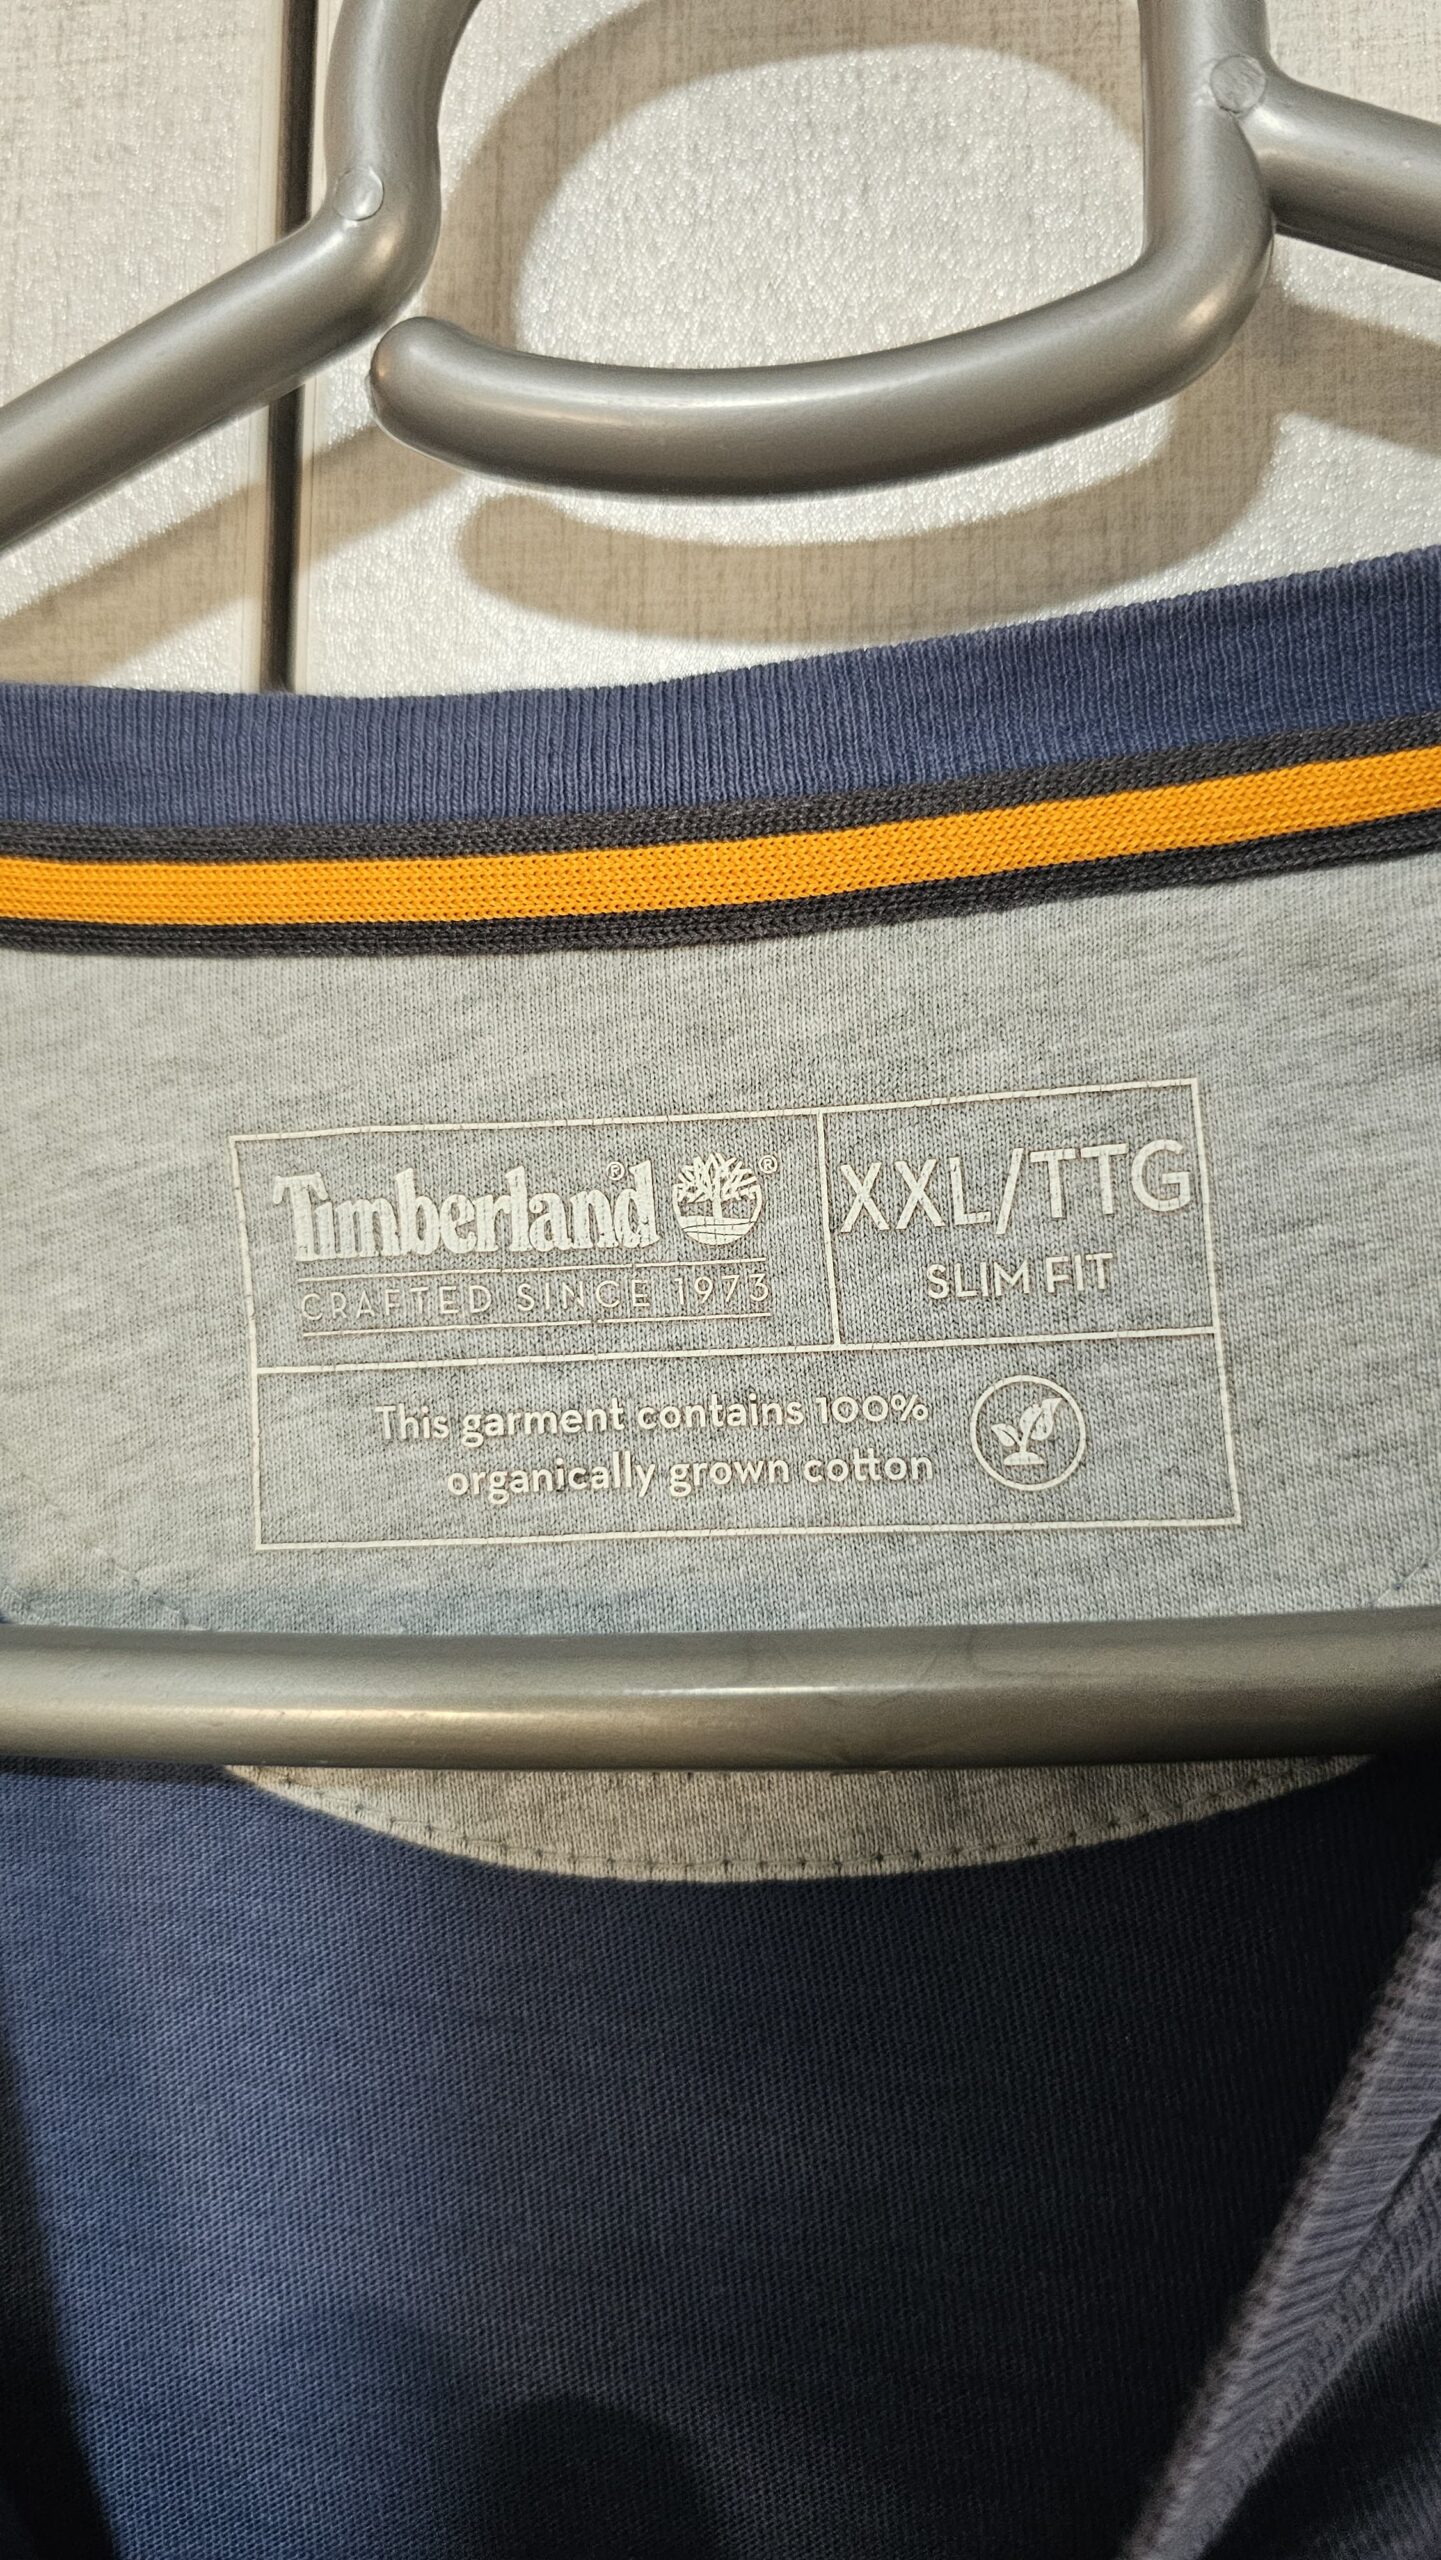 Timberland® ®
CRAFTED SINCE 1973
XXL/TTG
SLIM FIT
This garment contains 100%
organically grown cotton